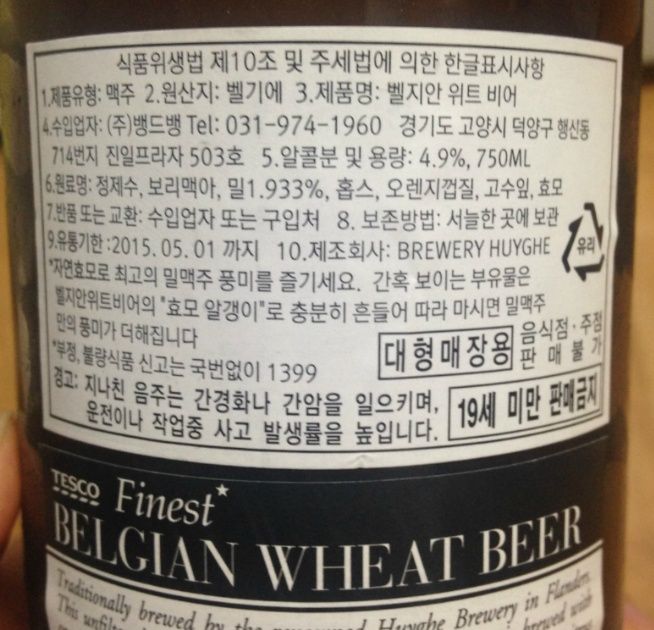 식품위생법 제10조 및 주세법에 의한 한글표시사항
1.제품유형: 맥주 2.원산지: 벨기에 3.제품명: 벨지안 위트 비어
4.수입업자: (주)뱅드뱅 Tel: 031-974-1960 경기도 고양시 덕양구 행신동
714번지 진일프라자 503호 5.알콜분 및 용량: 4.9%, 750ML
6.원료명: 정제수, 보리맥아, 밀1.933%, 홉스, 오렌지껍질, 고수잎, 효모
7.반품 또는 교환: 수입업자 또는 구입처 8. 보존방법: 서늘한 곳에 보관
9.유통기한 :2015. 05. 01 까지 10.제조회사: BREWERY HUYGHE
유리
*자연효모로 최고의 밀맥주 풍미를 즐기세요. 간혹 보이는 부유물은
벨지안위트비어의 "효모 알갱이"로 충분히 흔들어 따라 마시면 밀맥주
만의 풍미가 더해집니다
*부정, 불량식품 신고는 국번없이 1399
대형매장용 음식점·주점
판매불가
경고: 지나친 음주는 간경화나 간암을 일으키며,
운전이나 작업중 사고 발생률을 높입니다.
19세 미만 판매금지
TESCO Finest*
BELGIAN WHEAT BEER
Traditionally brewed by the renowned Huyghe Brewery in Flanders.
This brewed with